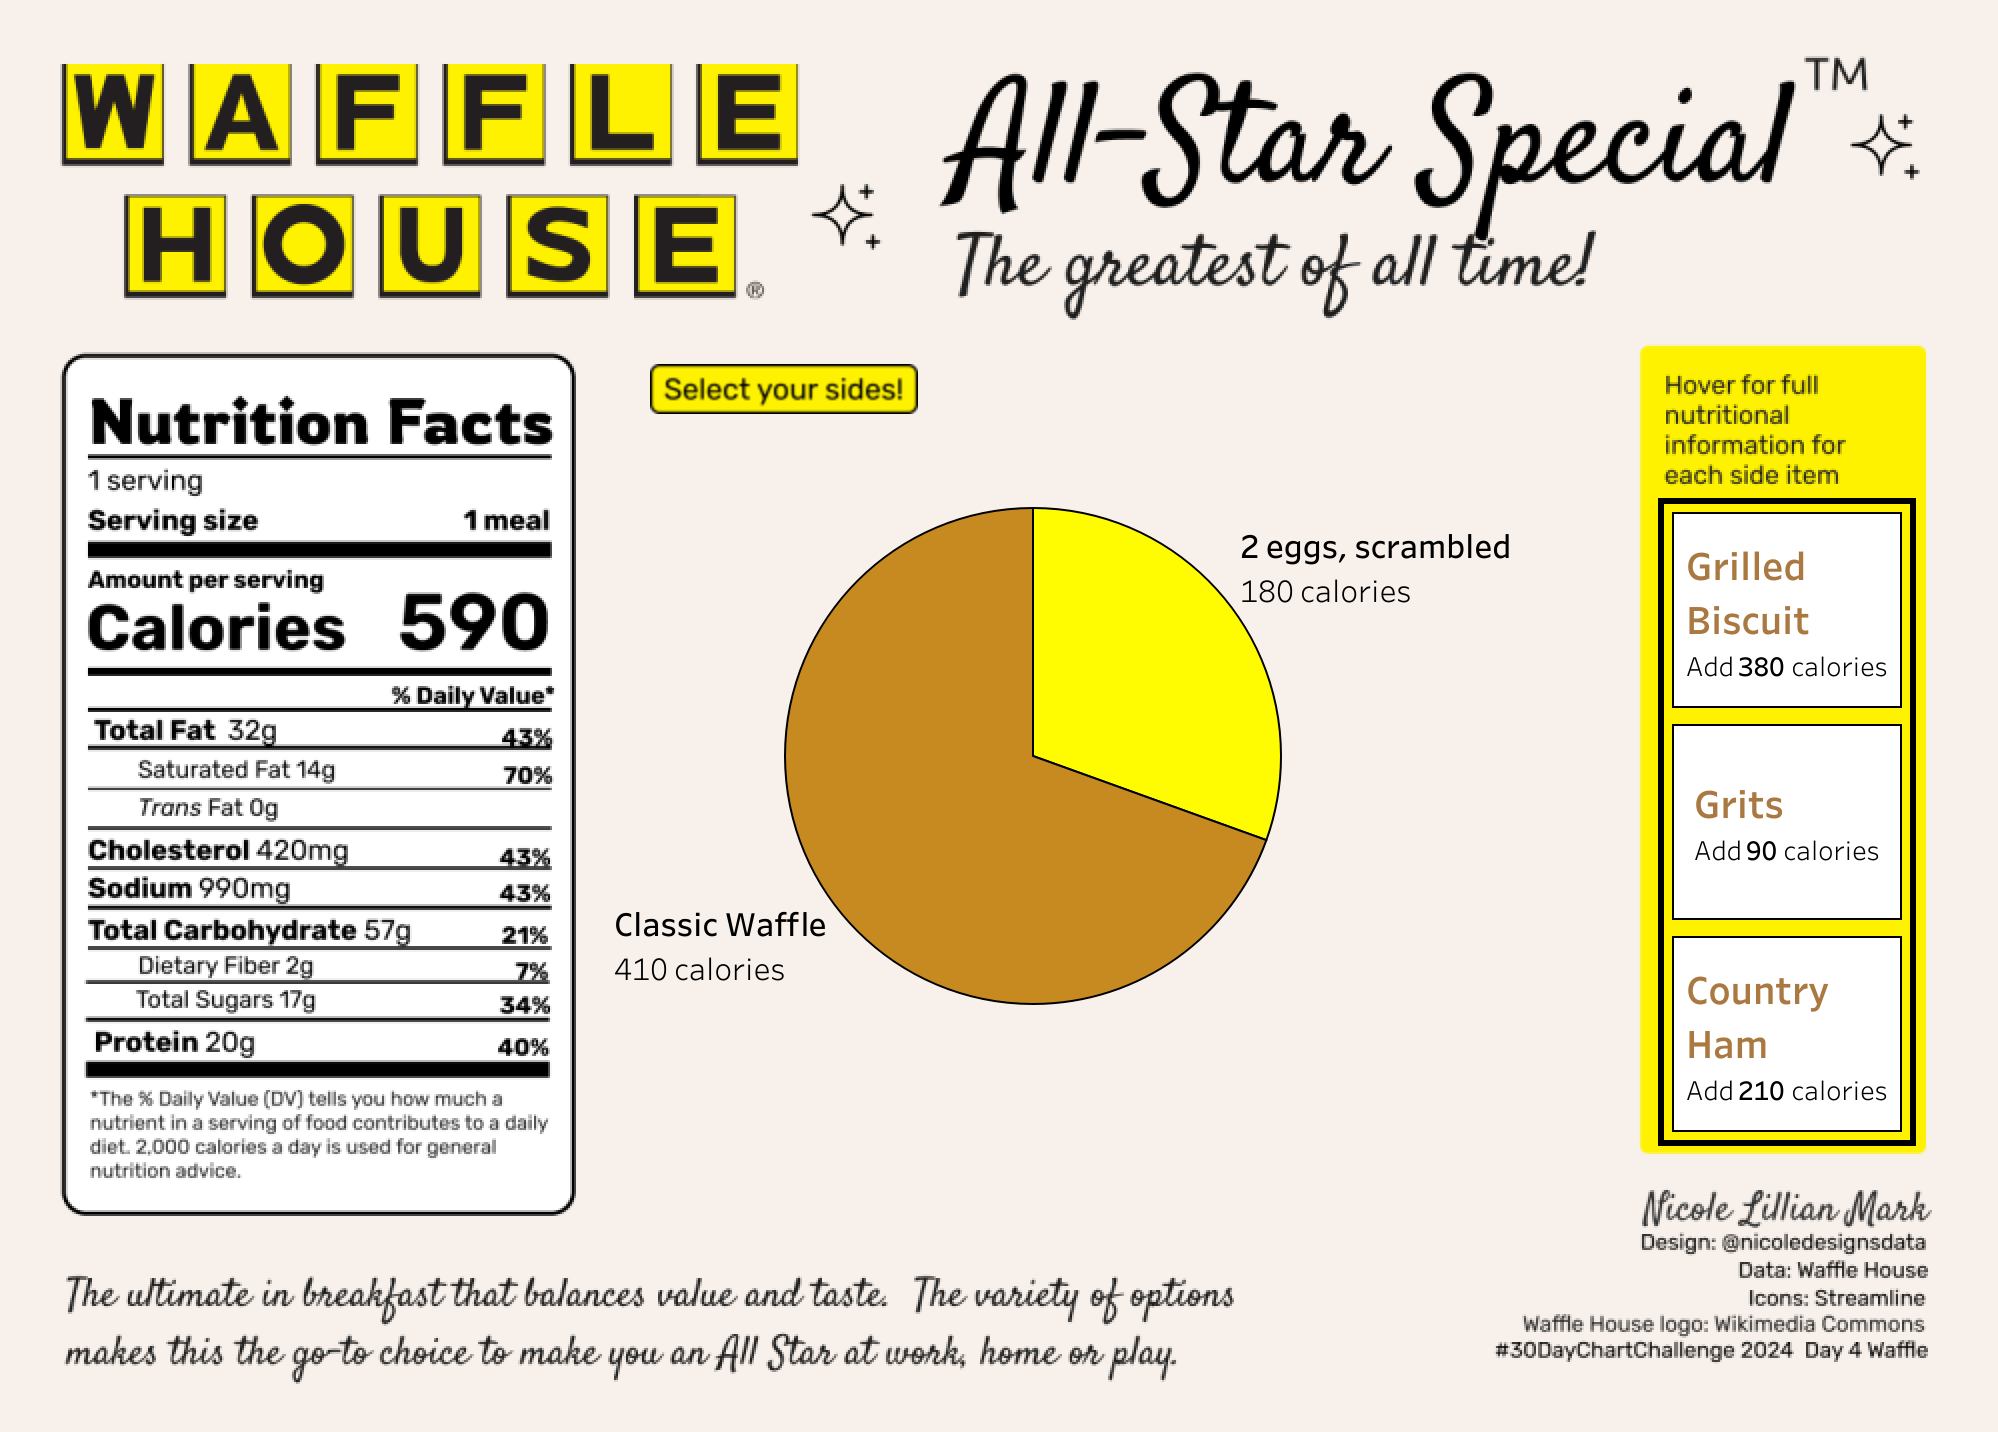 WAFFLE
HOUSE®
All-Star Special™
The greatest of all time!
Nutrition Facts
1 serving
Serving size 1 meal
Amount per serving
Calories 590
% Daily Value*
Total Fat 32g 43%
Saturated Fat 14g 70%
Trans Fat 0g
Cholesterol 420mg 43%
Sodium 990mg 43%
Total Carbohydrate 57g 21%
Dietary Fiber 2g 7%
Total Sugars 17g 34%
Protein 20g 40%
*The % Daily Value (DV) tells you how much a
nutrient in a serving of food contributes to a daily
diet. 2,000 calories a day is used for general
nutrition advice.
Select your sides!
2 eggs, scrambled
180 calories
Classic Waffle
410 calories
Hover for full
nutritional
information for
each side item
Grilled
Biscuit
Add 380 calories
Grits
Add 90 calories
Country
Ham
Add 210 calories
The ultimate in breakfast that balances value and taste. The variety of options
makes this the go-to choice to make you an All Star at work, home or play.
Nicole Lillian Mark
Design: @nicoledesignsdata
Data: Waffle House
Icons: Streamline
Waffle House logo: Wikimedia Commons
#30DayChartChallenge 2024 Day 4 Waffle